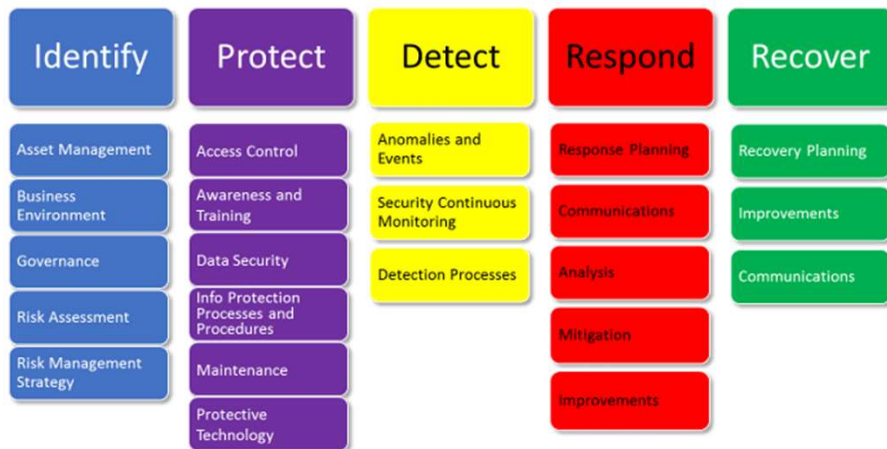 Identify
Protect
Detect
Respond
Recover
Asset Management
Business
Environment
Governance
Risk Assessment
Risk Management
Strategy
Access Control
Awareness and
Training
Data Security
Info Protection
Processes and
Procedures
Maintenance
Protective
Technology
Anomalies and
Events
Security Continuous
Monitoring
Detection Processes
Response Planning
Communications
Analysis
Mitigation
Improvements
Recovery Planning
Improvements
Communications